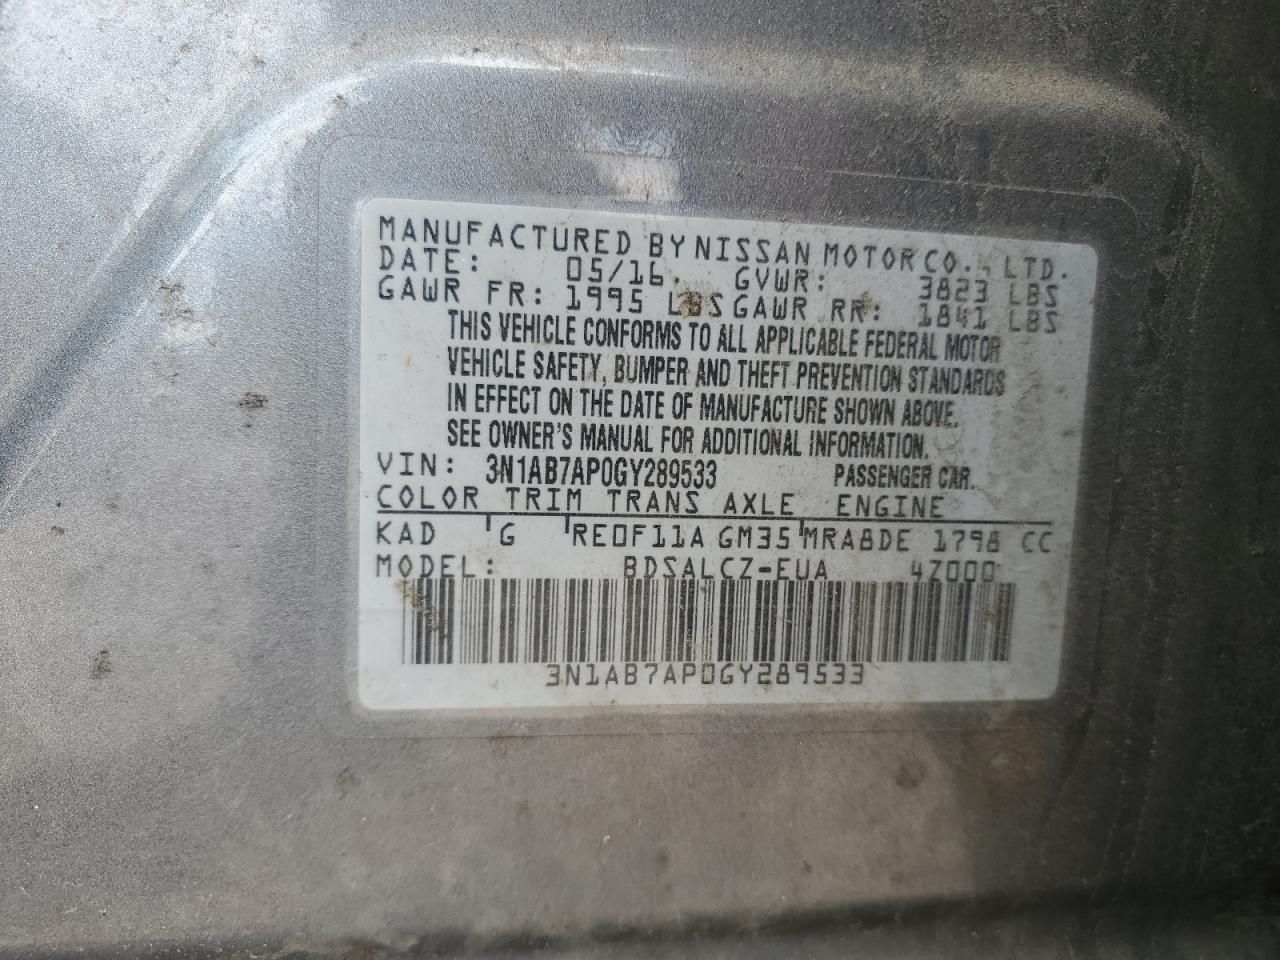 MANUFACTURED BY NISSAN MOTOR CO., LTD.
DATE: 05/16. GVWR: 3823 LBS
GAWR FR: 1995 LBS GAWR RR: 1841 LBS
THIS VEHICLE CONFORMS TO ALL APPLICABLE FEDERAL MOTOR
VEHICLE SAFETY, BUMPER AND THEFT PREVENTION STANDARDS
IN EFFECT ON THE DATE OF MANUFACTURE SHOWN ABOVE.
SEE OWNER'S MANUAL FOR ADDITIONAL INFORMATION.
VIN: 3N1AB7AP0GY289533 PASSENGER CAR.
COLOR TRIM TRANS AXLE ENGINE
KAD G RE0F11A GM35 MRA8DE 1798 CC
MODEL: BDSALCZ-EUA 4Z000
3N1AB7AP0GY289533